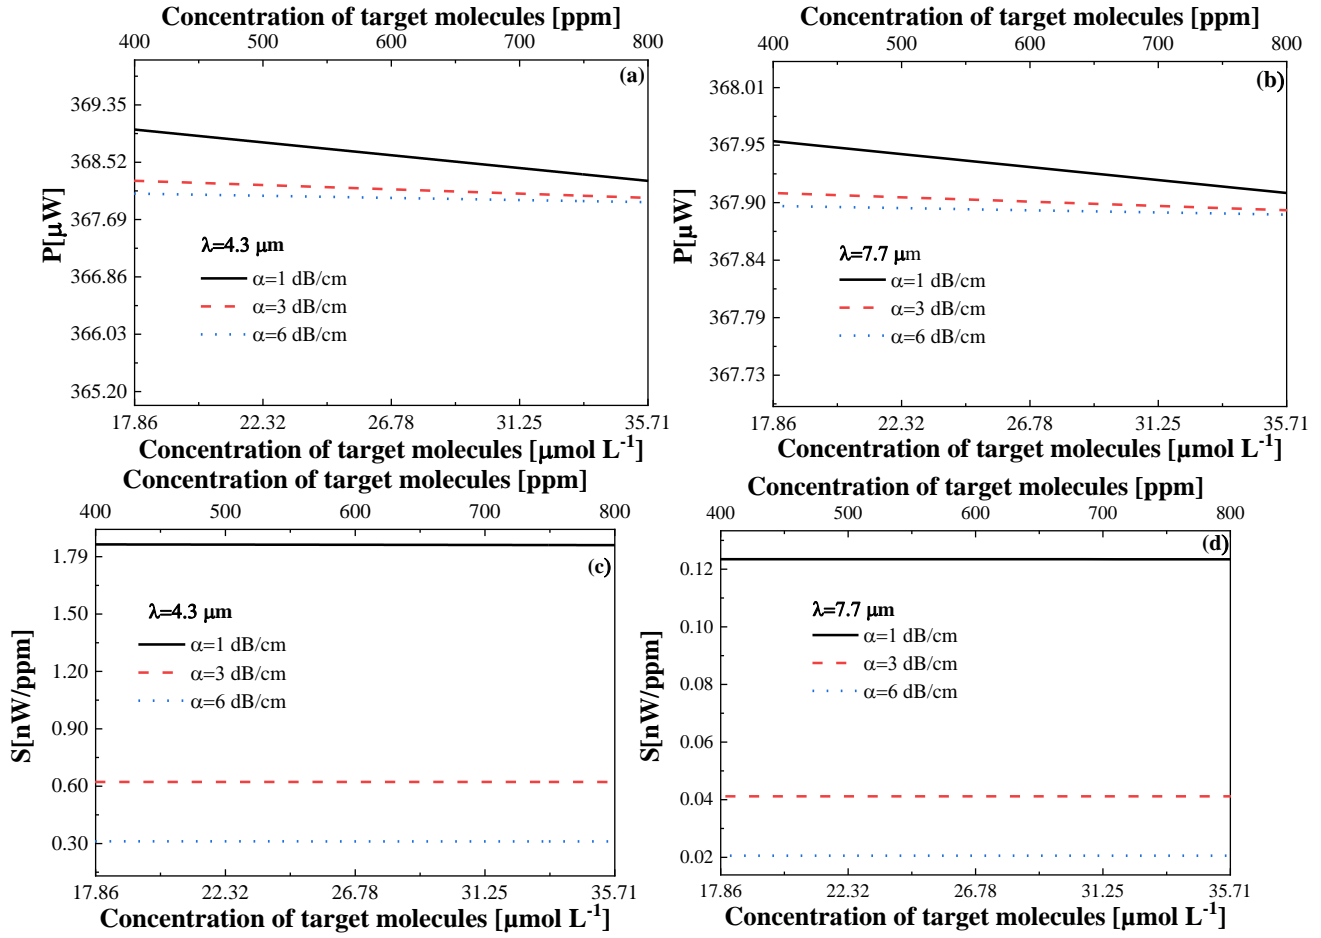 Concentration of target molecules [ppm]
400 500 600 700 800
(a)
369.35
368.52
367.69
366.86
366.03
365.20
P[μW]
λ=4.3 μm
α=1 dB/cm
α=3 dB/cm
α=6 dB/cm
17.86 22.32 26.78 31.25 35.71
Concentration of target molecules [μmol L-1]
Concentration of target molecules [ppm]
400 500 600 700 800
(b)
368.01
367.95
367.90
367.84
367.79
367.73
P[μW]
λ=7.7 μm
α=1 dB/cm
α=3 dB/cm
α=6 dB/cm
17.86 22.32 26.78 31.25 35.71
Concentration of target molecules [μmol L-1]
Concentration of target molecules [ppm]
400 500 600 700 800
(c)
1.79
1.50
1.20
0.90
0.60
0.30
S[nW/ppm]
λ=4.3 μm
α=1 dB/cm
α=3 dB/cm
α=6 dB/cm
17.86 22.32 26.78 31.25 35.71
Concentration of target molecules [μmol L-1]
Concentration of target molecules [ppm]
400 500 600 700 800
(d)
0.12
0.10
0.08
0.06
0.04
0.02
S[nW/ppm]
λ=7.7 μm
α=1 dB/cm
α=3 dB/cm
α=6 dB/cm
17.86 22.32 26.78 31.25 35.71
Concentration of target molecules [μmol L-1]